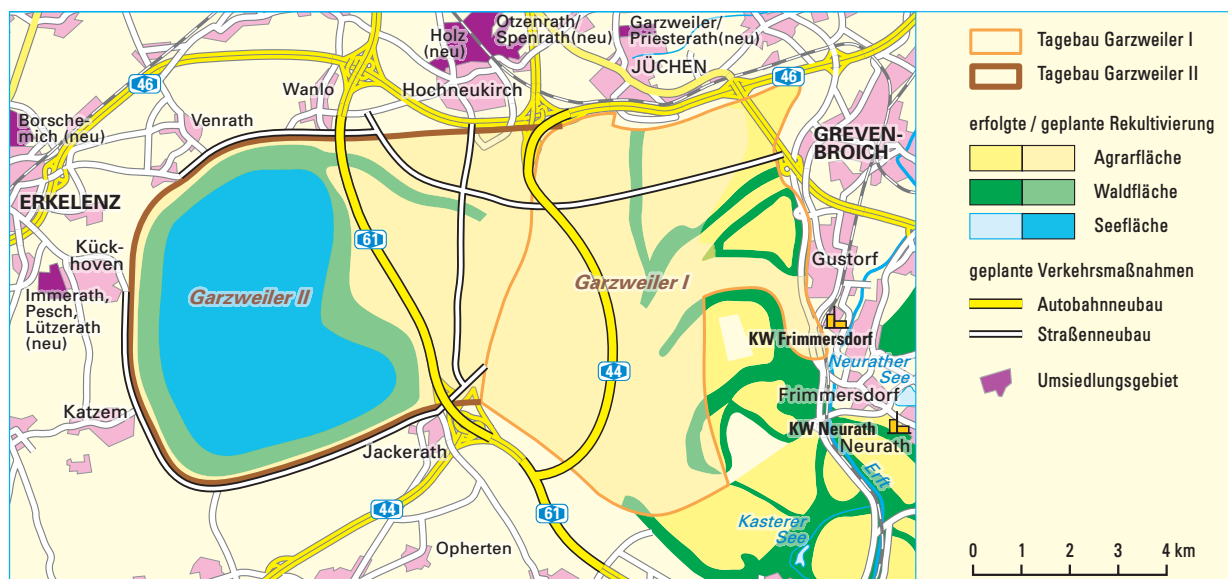 Otzenrath/
Spenrath(neu)
Garzweiler/
Priesterath(neu)
Holz
(neu)
JÜCHEN
46
46
Wanlo
Hochneukirch
Borsche-
mich (neu)
Venrath
GREVEN-
BROICH
ERKELENZ
61
Kück-
hoven
Gustorf
Immerath,
Pesch,
Lützerath
(neu)
Garzweiler II
Garzweiler I
KW Frimmersdorf
Neurather
See
44
Frimmersdorf
Katzem
KW Neurath
Neurath
Jackerath
Erft
44
61
Kasterer
See
Opherten
Tagebau Garzweiler I
Tagebau Garzweiler II
erfolgte / geplante Rekultivierung
Agrarfläche
Waldfläche
Seefläche
geplante Verkehrsmaßnahmen
Autobahnneubau
Straßenneubau
Umsiedlungsgebiet
0 1 2 3 4 km